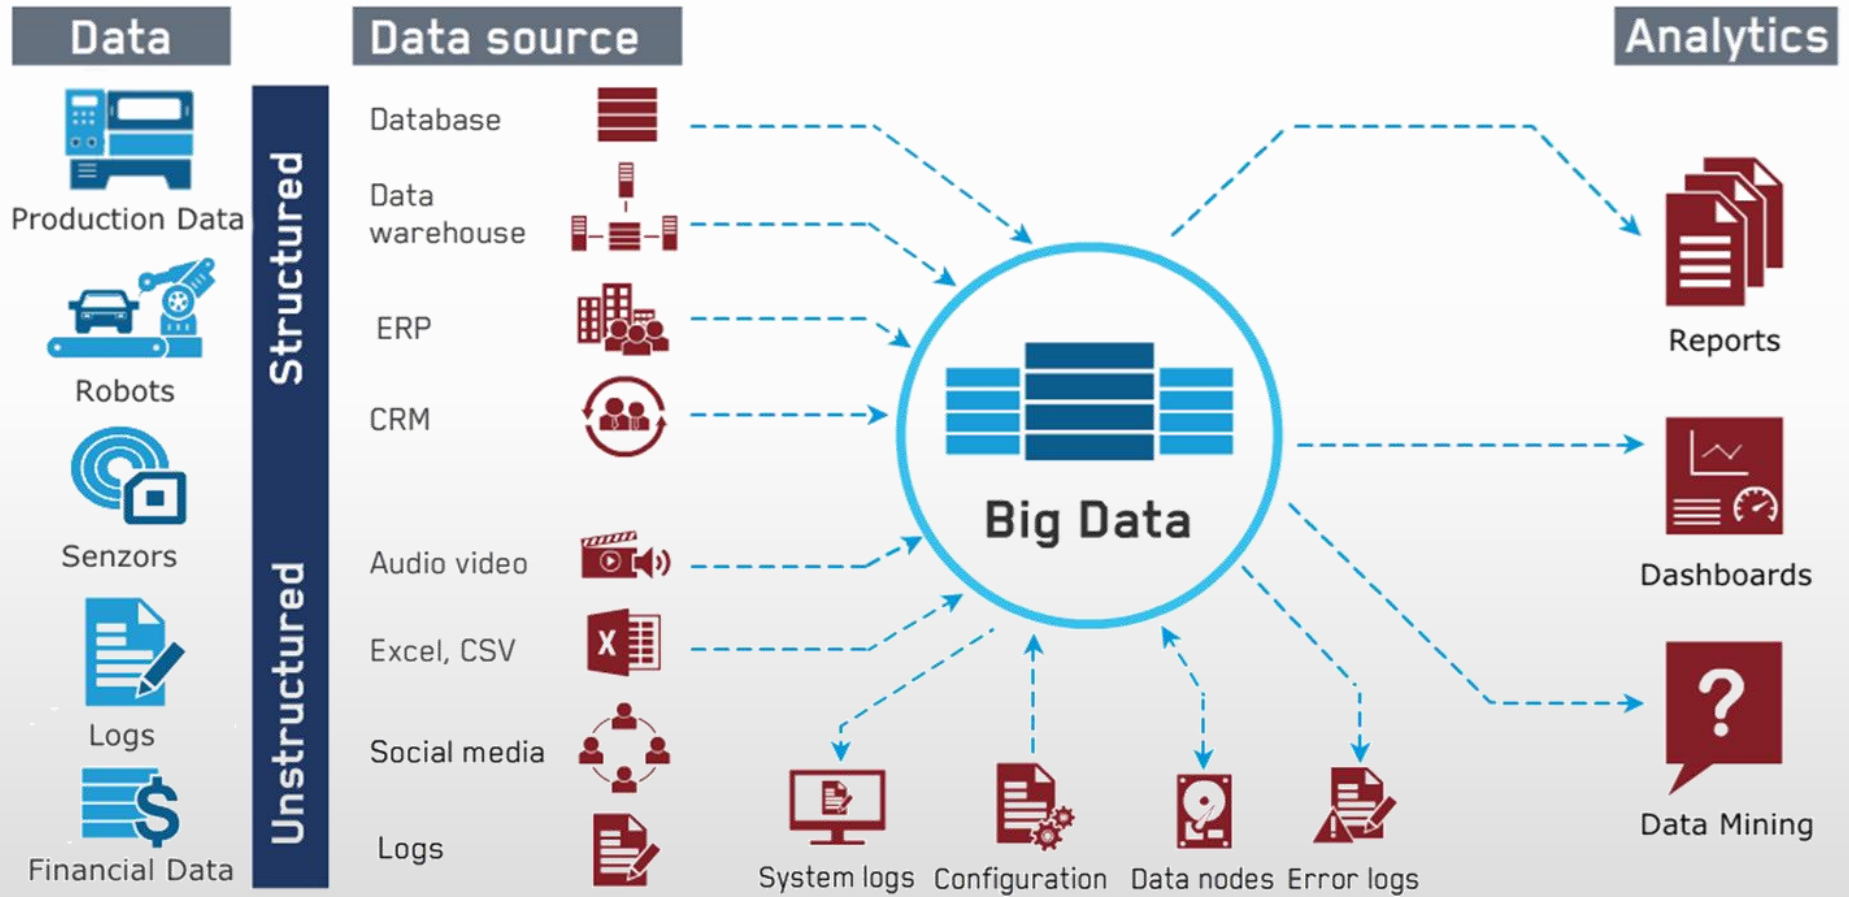 Data
Production Data
Robots
Senzors
Logs
Financial Data
Structured
Unstructured
Data source
Database
Data
warehouse
ERP
CRM
Audio video
Excel, CSV
X
Social media
Logs
Big Data
System logs
Configuration
Data nodes
Error logs
Analytics
Reports
Dashboards
?
Data Mining